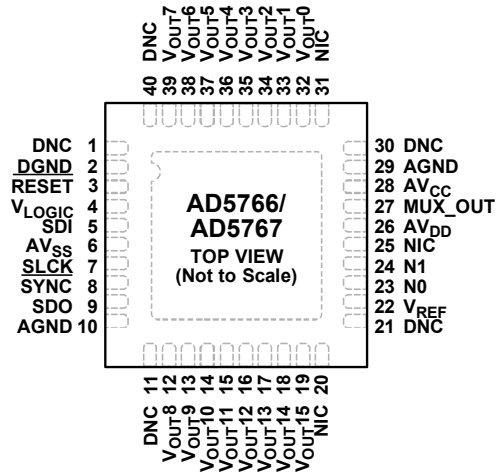 DNC
VOUT7
VOUT6
VOUT5
VOUT4
VOUT3
VOUT2
VOUT1
VOUT0
NIC
40
39
38
37
36
35
34
33
32
31
DNC 1
DGND 2
RESET 3
VLOGIC 4
SDI 5
AVSS 6
SLCK 7
SYNC 8
SDO 9
AGND 10
AD5766/
AD5767
TOP VIEW
(Not to Scale)
30 DNC
29 AGND
28 AVCC
27 MUX_OUT
26 AVDD
25 NIC
24 N1
23 N0
22 VREF
21 DNC
11
12
13
14
15
16
17
18
19
20
DNC
VOUT8
VOUT9
VOUT10
VOUT11
VOUT12
VOUT13
VOUT14
VOUT15
NIC